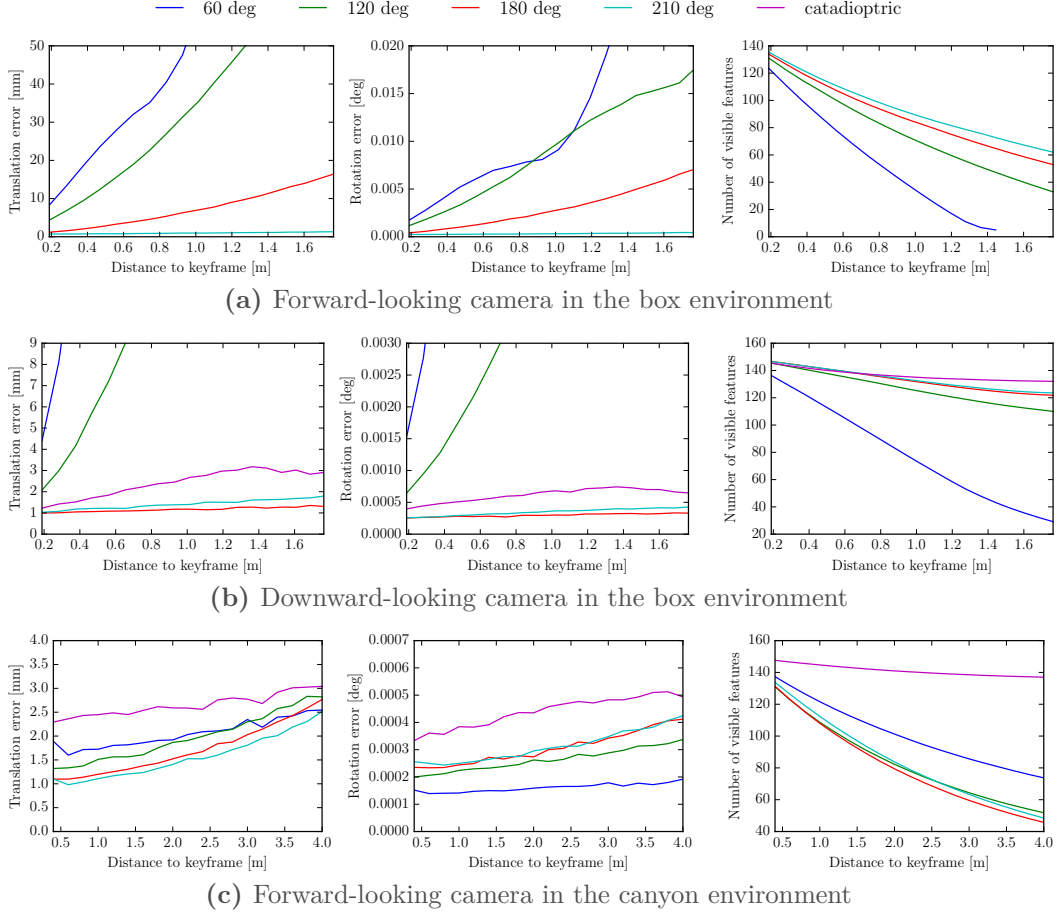 60 deg 120 deg 180 deg 210 deg catadioptric
50
40
30
20
10
0
Translation error [mm]
0.2 0.4 0.6 0.8 1.0 1.2 1.4 1.6
Distance to keyframe [m]
0.020
0.015
0.010
0.005
0.000
Rotation error [deg]
0.2 0.4 0.6 0.8 1.0 1.2 1.4 1.6
Distance to keyframe [m]
140
120
100
80
60
40
20
0
Number of visible features
0.2 0.4 0.6 0.8 1.0 1.2 1.4 1.6
Distance to keyframe [m]
(a) Forward-looking camera in the box environment
9
8
7
6
5
4
3
2
1
0
Translation error [mm]
0.2 0.4 0.6 0.8 1.0 1.2 1.4 1.6
Distance to keyframe [m]
0.0030
0.0025
0.0020
0.0015
0.0010
0.0005
0.0000
Rotation error [deg]
0.2 0.4 0.6 0.8 1.0 1.2 1.4 1.6
Distance to keyframe [m]
160
140
120
100
80
60
40
20
Number of visible features
0.2 0.4 0.6 0.8 1.0 1.2 1.4 1.6
Distance to keyframe [m]
(b) Downward-looking camera in the box environment
4.0
3.5
3.0
2.5
2.0
1.5
1.0
0.5
0.0
Translation error [mm]
0.5 1.0 1.5 2.0 2.5 3.0 3.5 4.0
Distance to keyframe [m]
0.0007
0.0006
0.0005
0.0004
0.0003
0.0002
0.0001
0.0000
Rotation error [deg]
0.5 1.0 1.5 2.0 2.5 3.0 3.5 4.0
Distance to keyframe [m]
160
140
120
100
80
60
40
Number of visible features
0.5 1.0 1.5 2.0 2.5 3.0 3.5 4.0
Distance to keyframe [m]
(c) Forward-looking camera in the canyon environment